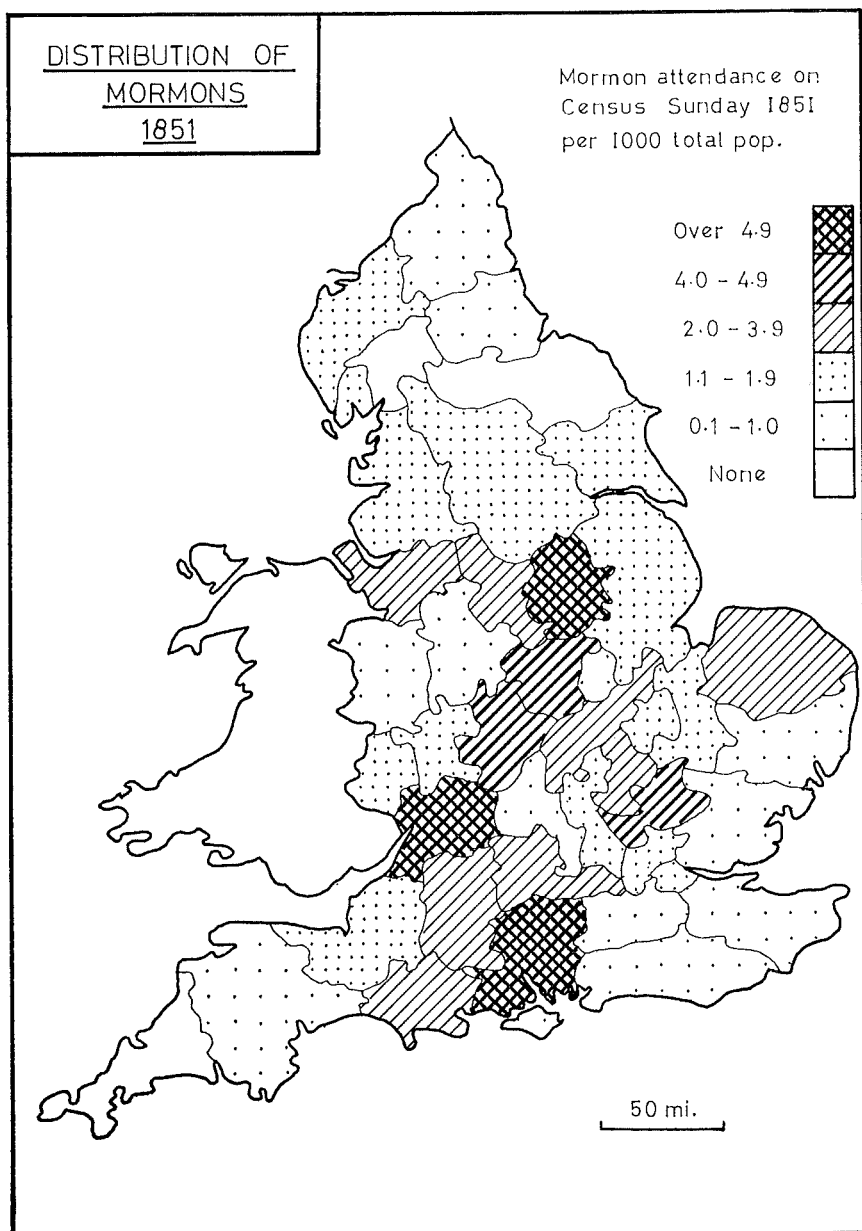 DISTRIBUTION OF
MORMONS
1851
Mormon attendance on
Census Sunday 1851
per 1000 total pop.
Over 4.9
4.0 - 4.9
2.0 - 3.9
1.1 - 1.9
0.1 - 1.0
None
50 mi.